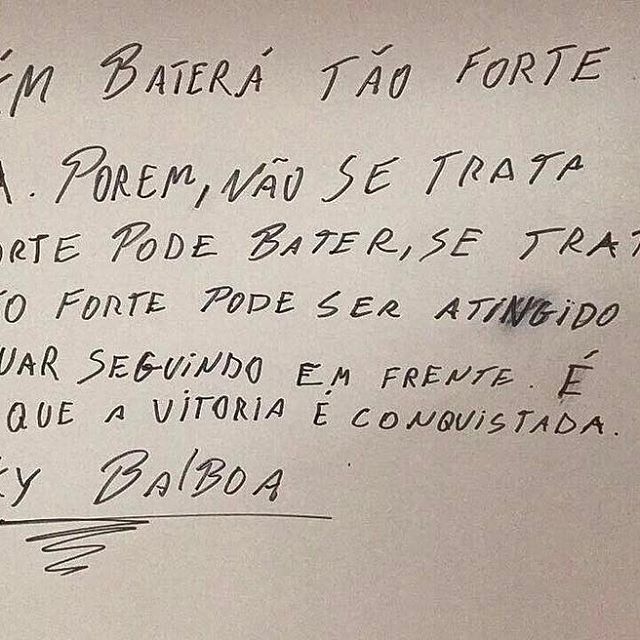 ÉM BATERÁ TÃO FORTE
A. POREM, NÃO SE TRATA
ORTE PODE BATER, SE TRAT
TO FORTE PODE SER ATINGIDO
UAR SEGUINDO EM FRENTE. É
QUE A VITORIA É CONQUISTADA.
KY BALBOA